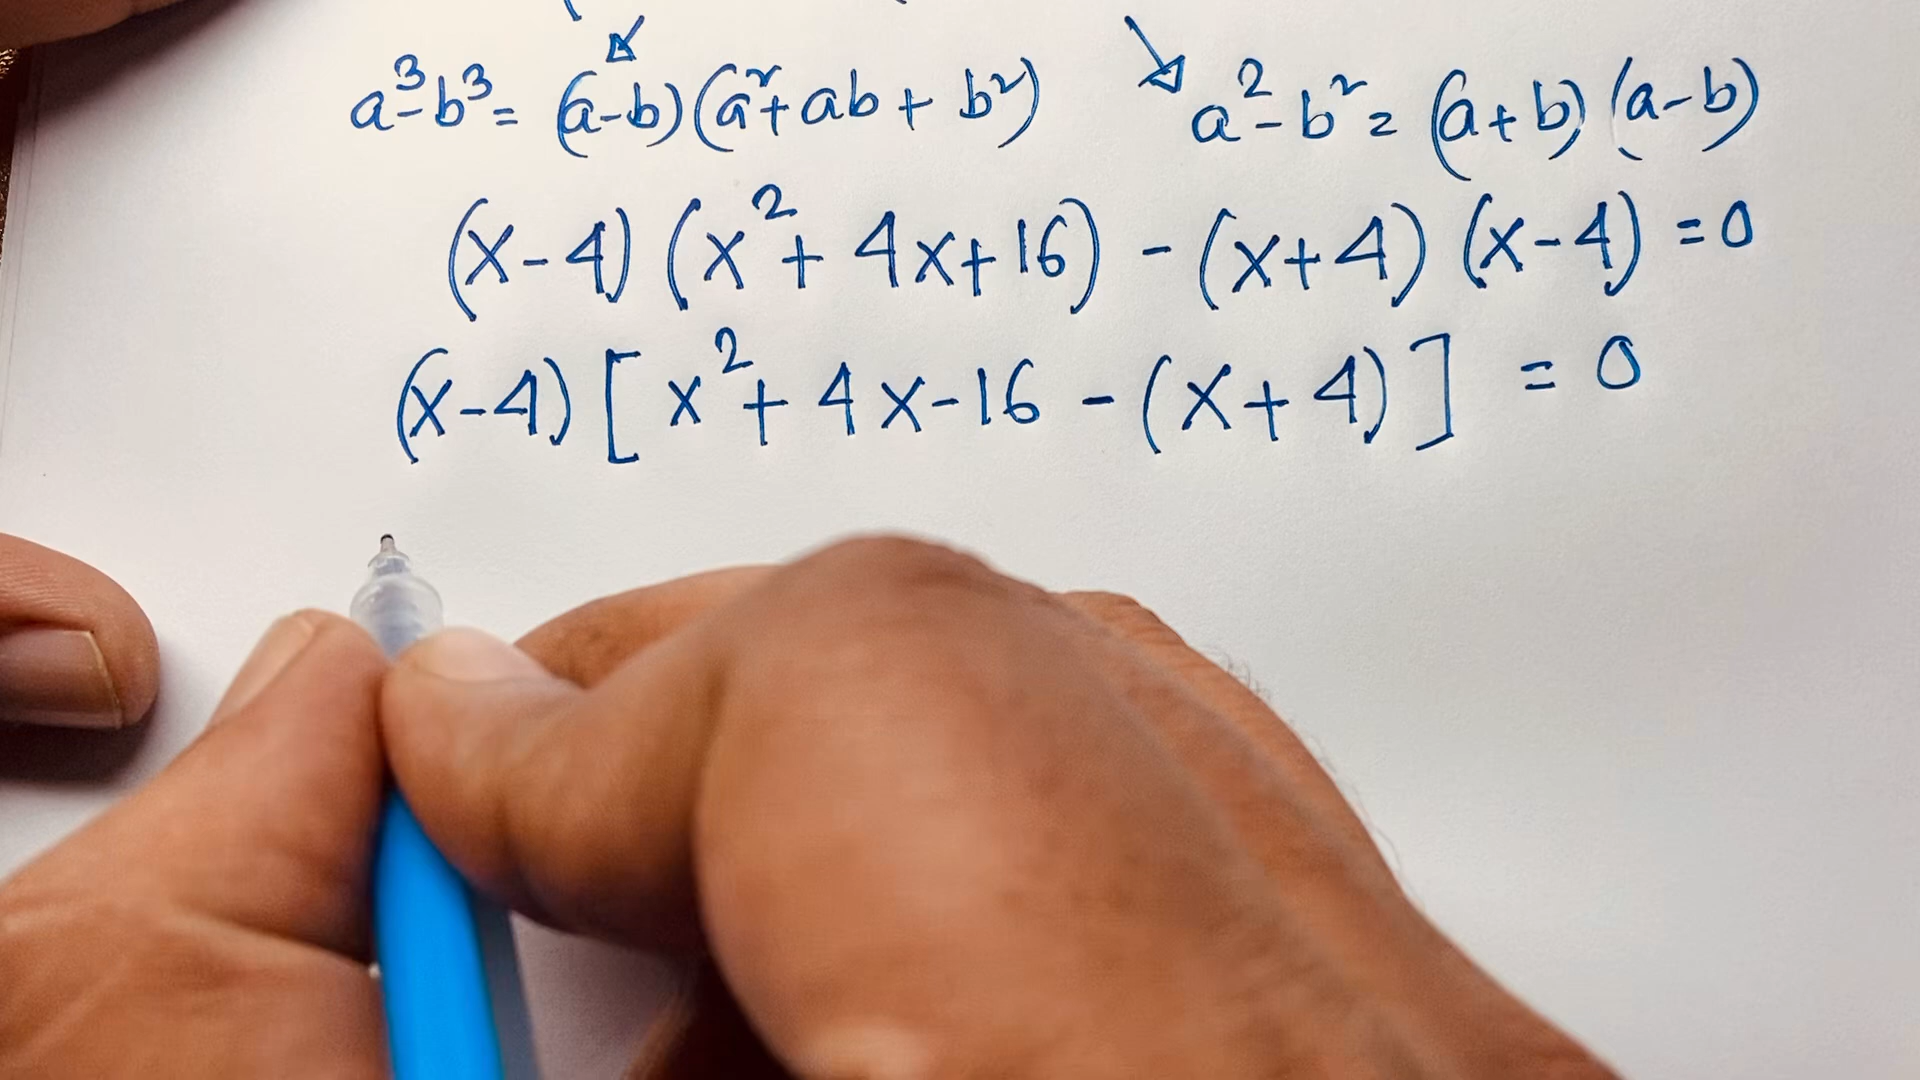 a³-b³= (a-b)(a²+ab+b²) a²-b²= (a+b)(a-b)
(x-4)(x²+4x+16)-(x+4)(x-4)=0
(x-4)[x²+4x-16-(x+4)]=0